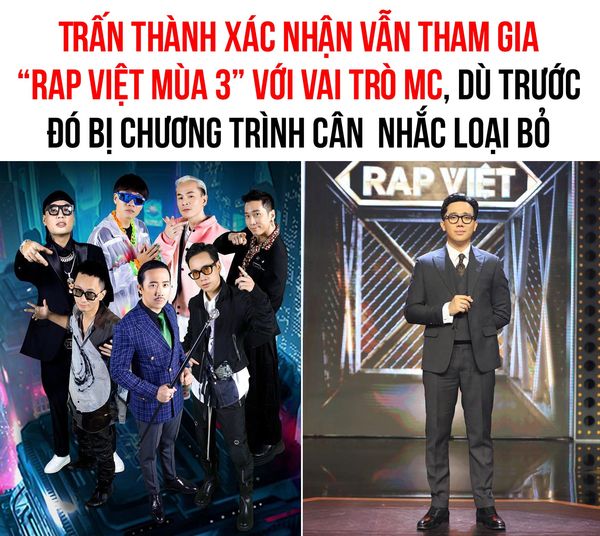 TRẤN THÀNH XÁC NHẬN VẪN THAM GIA
“RAP VIỆT MÙA 3” VỚI VAI TRÒ MC, DÙ TRƯỚC
ĐÓ BỊ CHƯƠNG TRÌNH CÂN NHẮC LOẠI BỎ
RAP VIỆT